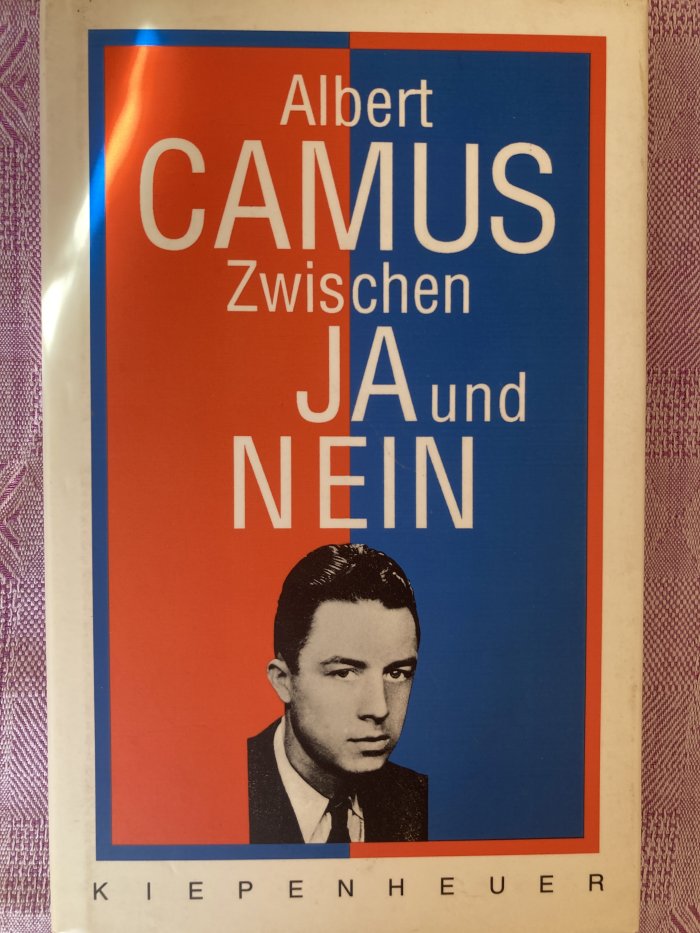 Albert
CAMUS
Zwischen
JA und
NEIN
KIEPENHEUER